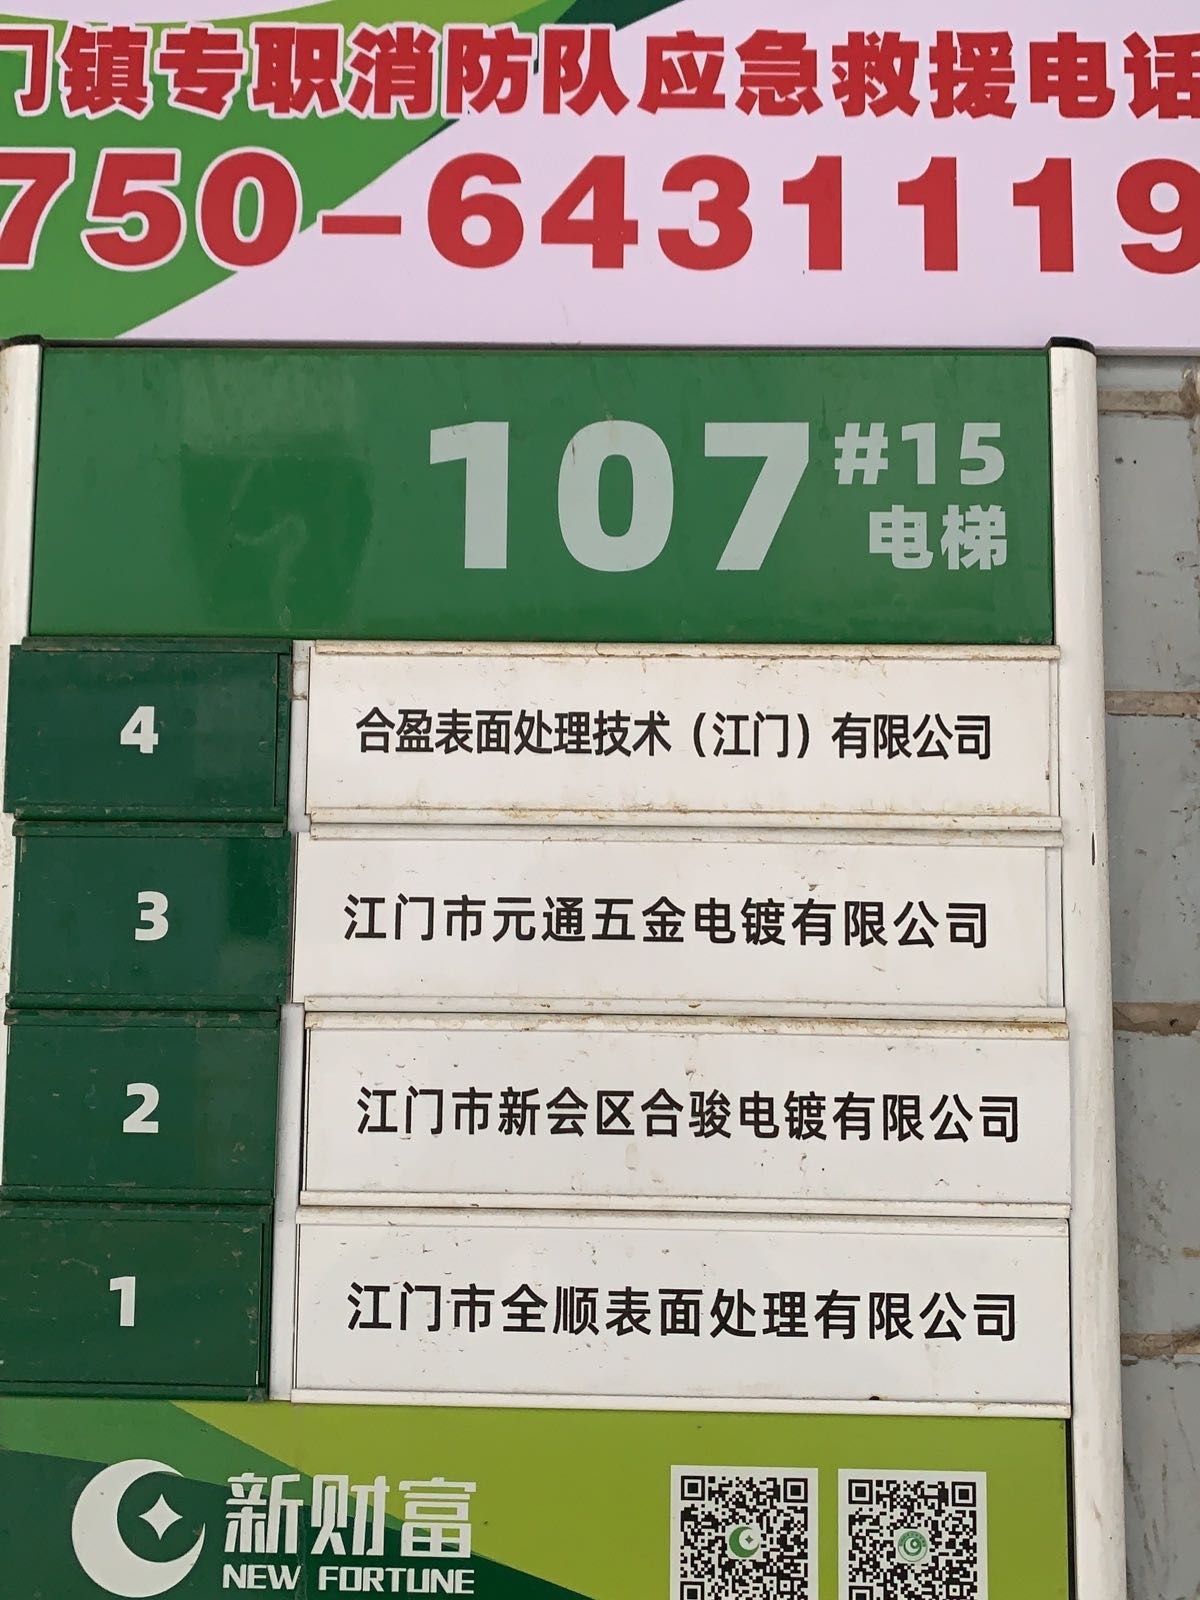 门镇专职消防队应急救援电话
750-6431119
107 #15
电梯
4 合盈表面处理技术（江门）有限公司
3 江门市元通五金电镀有限公司
2 江门市新会区合骏电镀有限公司
1 江门市全顺表面处理有限公司
新财富
NEW FORTUNE